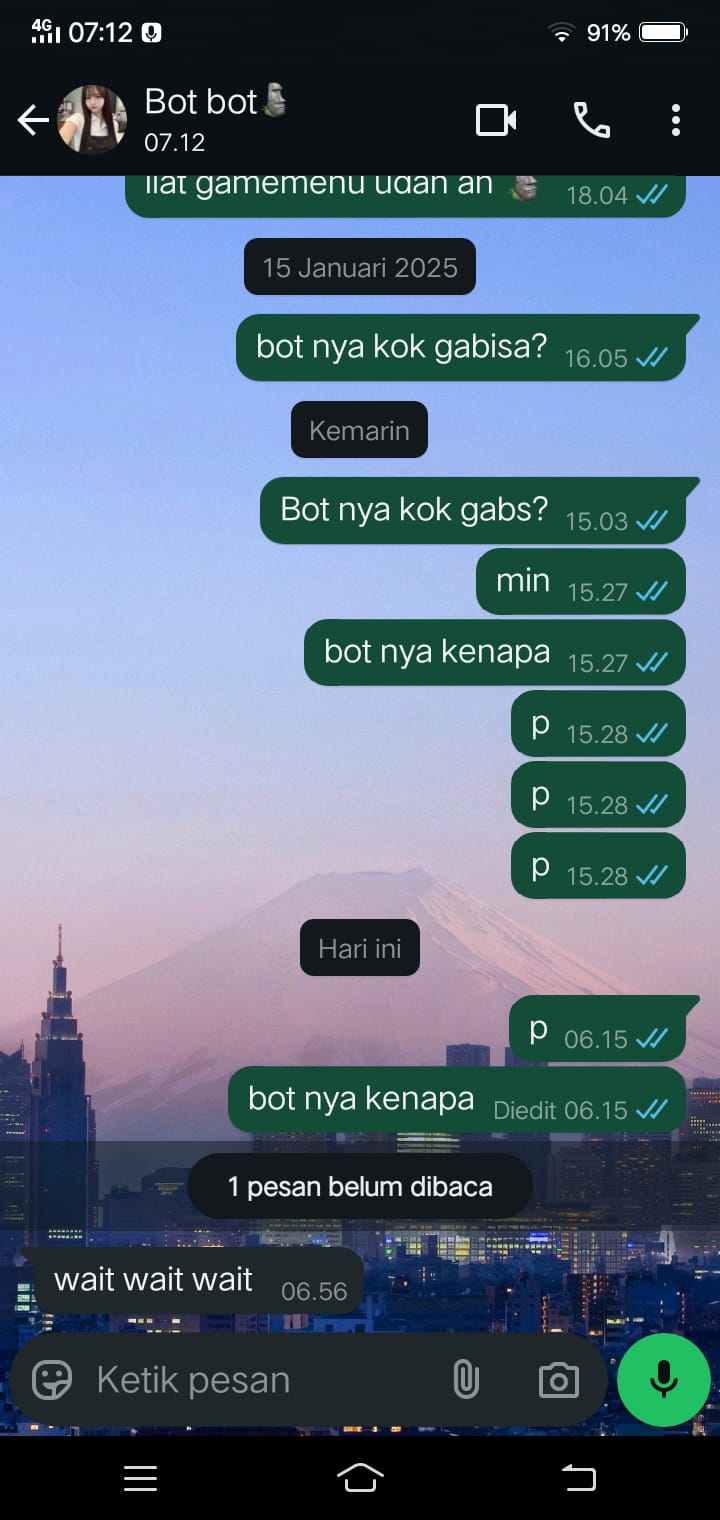 4G 07:12 91%
Bot bot🗿
07.12
liat gamemenu udah ah 🗿 18.04
15 Januari 2025
bot nya kok gabisa? 16.05
Kemarin
Bot nya kok gabs? 15.03
min 15.27
bot nya kenapa 15.27
p 15.28
p 15.28
p 15.28
Hari ini
p 06.15
bot nya kenapa Diedit 06.15
1 pesan belum dibaca
wait wait wait 06.56
Ketik pesan